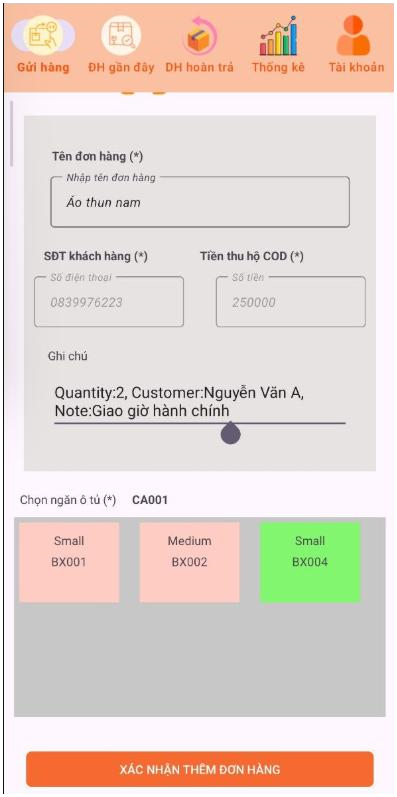 Gửi hàng ĐH gần đây DH hoàn trả Thống kê Tài khoản
Tên đơn hàng (*)
Nhập tên đơn hàng
Áo thun nam
SĐT khách hàng (*) Tiền thu hộ COD (*)
Số điện thoại Số tiền
0839976223 250000
Ghi chú
Quantity:2, Customer:Nguyễn Văn A,
Note:Giao giờ hành chính
Chọn ngăn ô tủ (*) CA001
Small Medium Small
BX001 BX002 BX004
XÁC NHẬN THÊM ĐƠN HÀNG